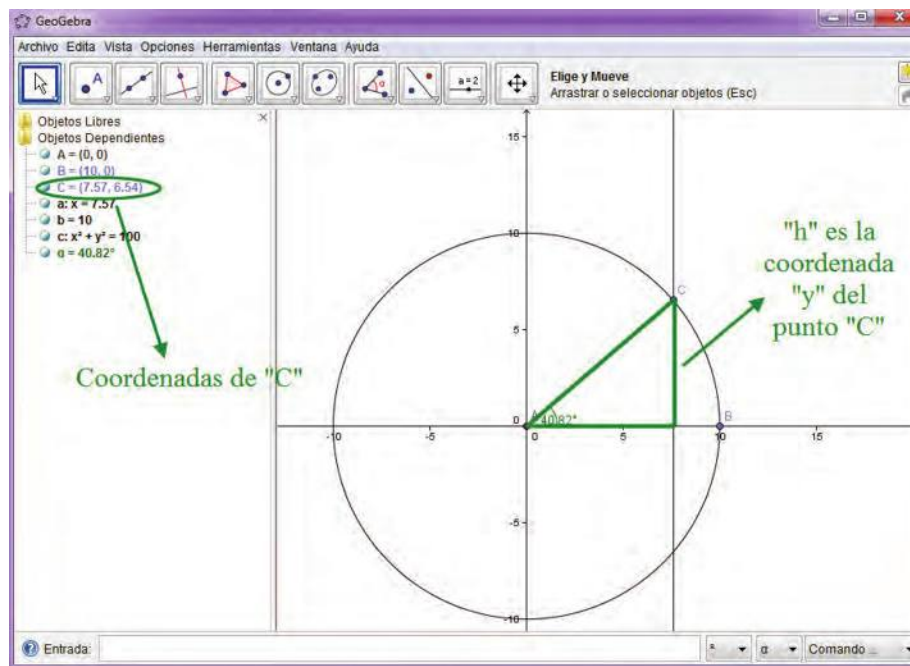 GeoGebra
Archivo Edita Vista Opciones Herramientas Ventana Ayuda
A
α
a=2
Elige y Mueve
Arrastrar o seleccionar objetos (Esc)
Objetos Libres
Objetos Dependientes
A = (0, 0)
B = (10, 0)
C = (7.57, 6.54)
a: x = 7.57
b = 10
c: x² + y² = 100
α = 40.82°
Coordenadas de "C"
"h" es la
coordenada
"y" del
punto "C"
15
10
5
0
-5
-10
-10
-5
0
5
10
15
A
40.82°
B
C
Entrada:
α
Comando ...